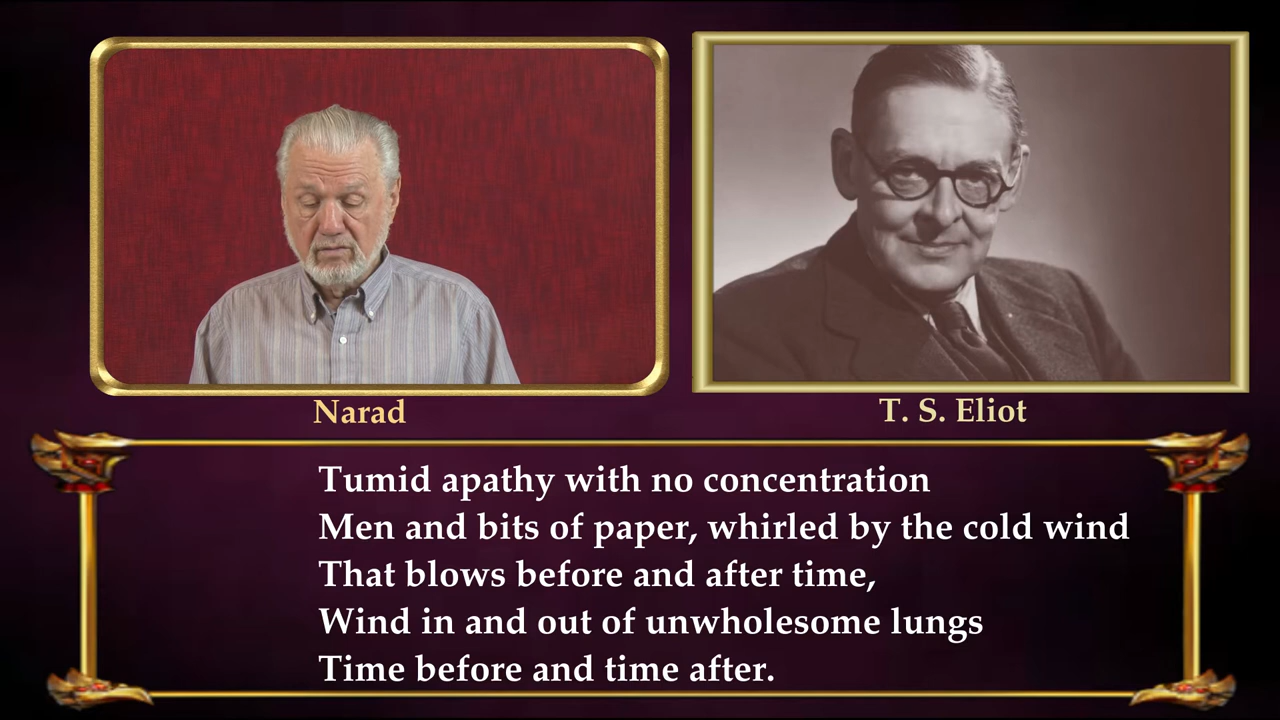 Narad
T. S. Eliot
Tumid apathy with no concentration
Men and bits of paper, whirled by the cold wind
That blows before and after time,
Wind in and out of unwholesome lungs
Time before and time after.